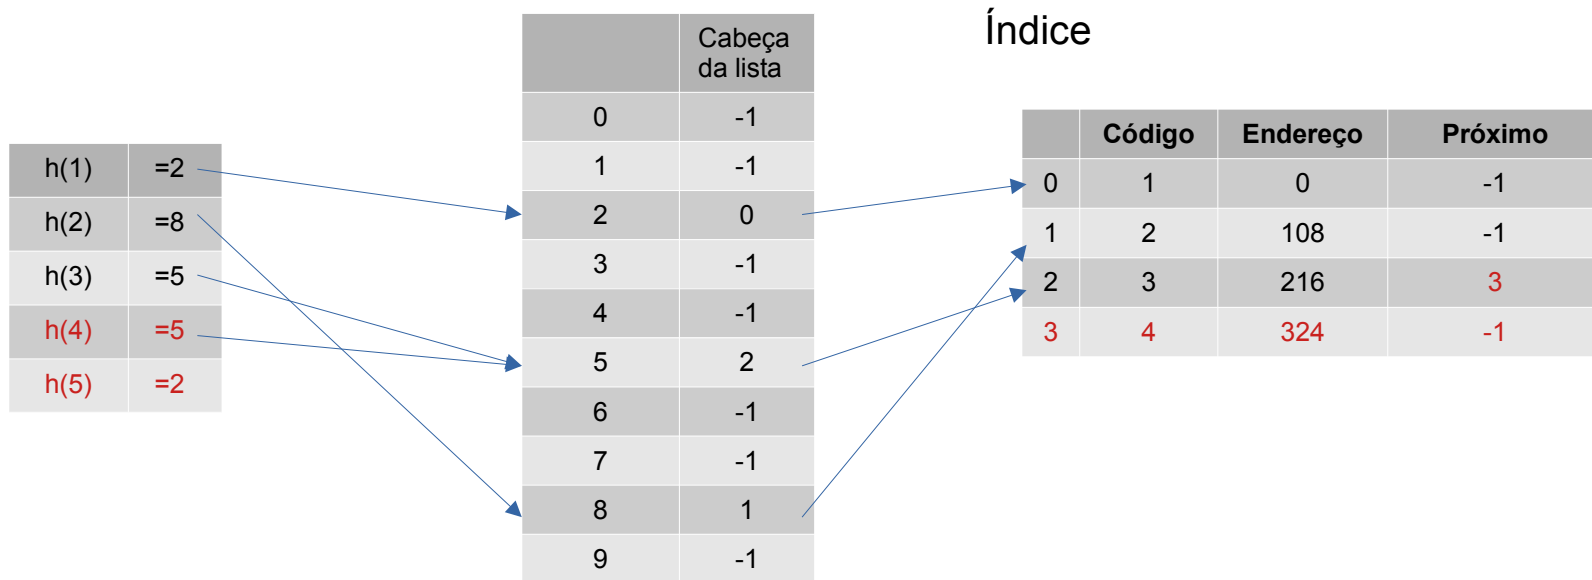 Índice
h(1) =2
h(2) =8
h(3) =5
h(4) =5
h(5) =2
Cabeça
da lista
0 -1
1 -1
2 0
3 -1
4 -1
5 2
6 -1
7 -1
8 1
9 -1
Código Endereço Próximo
0 1 0 -1
1 2 108 -1
2 3 216 3
3 4 324 -1